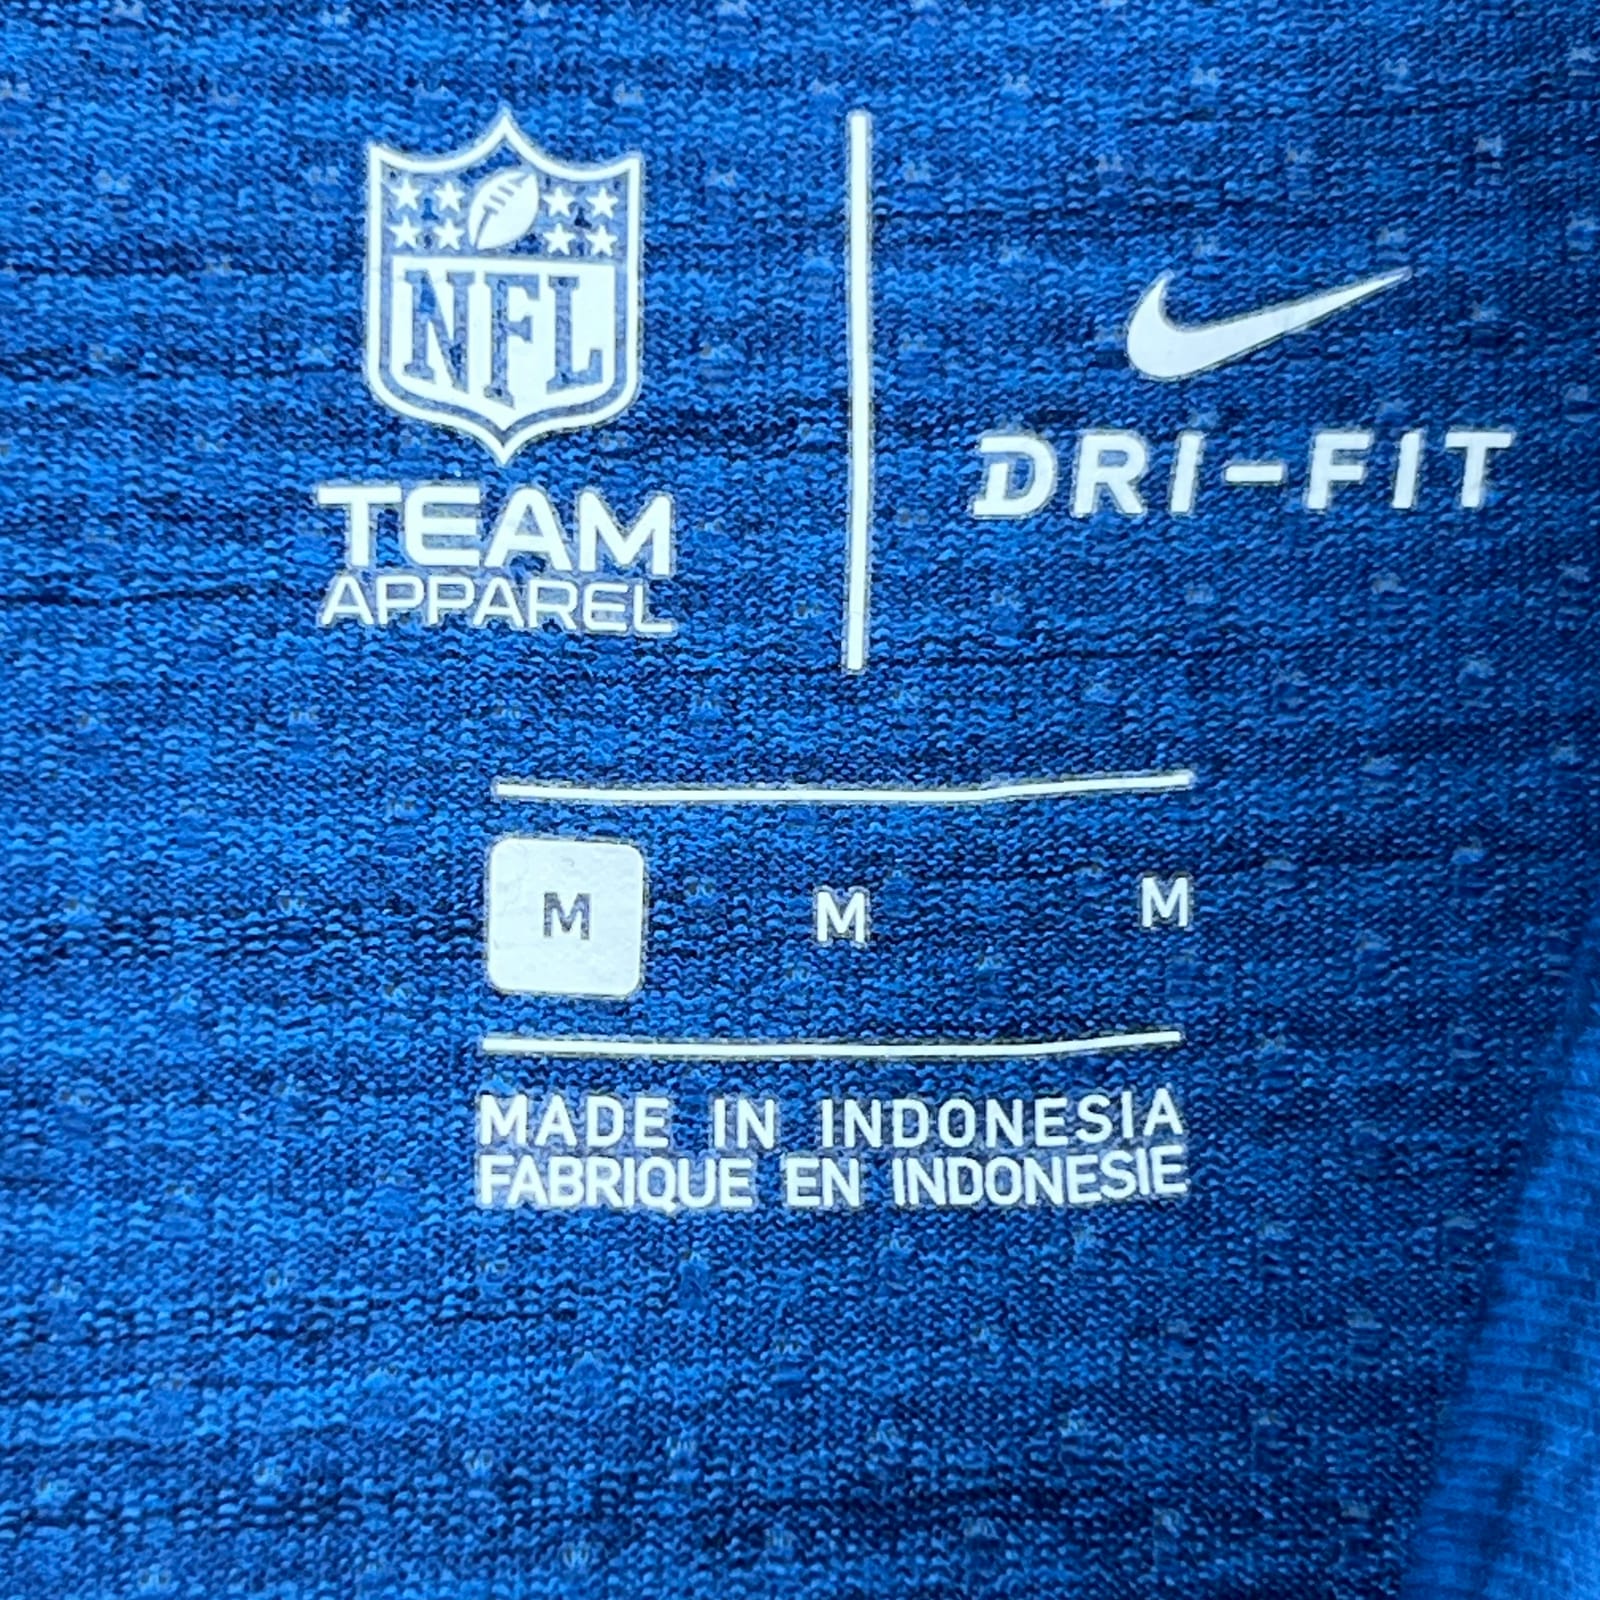 NFL
TEAM
APPAREL
DRI-FIT
M M M
MADE IN INDONESIA
FABRIQUE EN INDONESIE